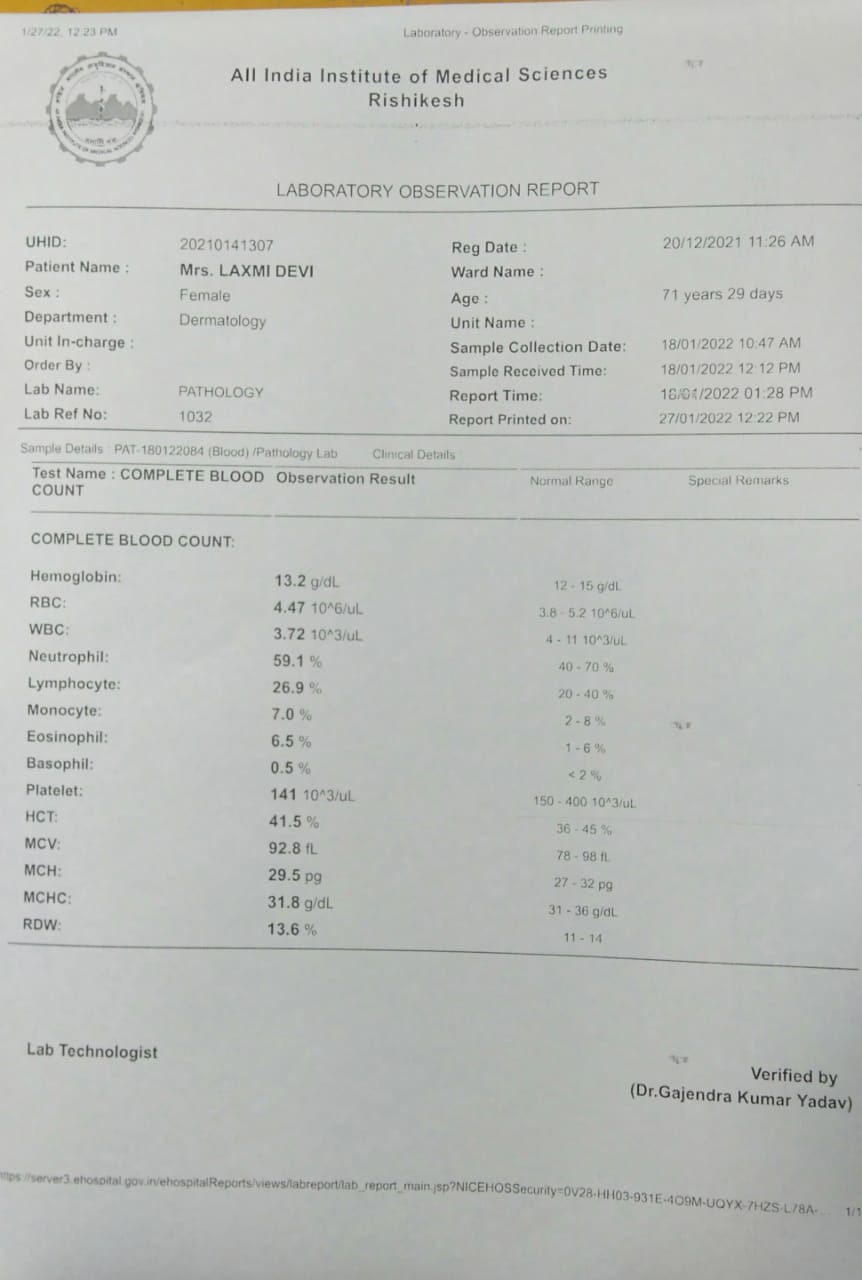 1/27/22, 12:23 PM Laboratory - Observation Report Printing
All India Institute of Medical Sciences
Rishikesh
LABORATORY OBSERVATION REPORT
UHID: 20210141307 Reg Date : 20/12/2021 11:26 AM
Patient Name : Mrs. LAXMI DEVI Ward Name :
Sex : Female Age : 71 years 29 days
Department : Dermatology Unit Name :
Unit In-charge : Sample Collection Date: 18/01/2022 10:47 AM
Order By : Sample Received Time: 18/01/2022 12:12 PM
Lab Name: PATHOLOGY Report Time: 18/01/2022 01:28 PM
Lab Ref No: 1032 Report Printed on: 27/01/2022 12:22 PM
Sample Details : PAT-180122084 (Blood) /Pathology Lab Clinical Details
Test Name : COMPLETE BLOOD COUNT Observation Result Normal Range Special Remarks
COMPLETE BLOOD COUNT:
Hemoglobin: 13.2 g/dL 12 - 15 g/dL
RBC: 4.47 10^6/uL 3.8 - 5.2 10^6/uL
WBC: 3.72 10^3/uL 4 - 11 10^3/uL
Neutrophil: 59.1 % 40 - 70 %
Lymphocyte: 26.9 % 20 - 40 %
Monocyte: 7.0 % 2 - 8 %
Eosinophil: 6.5 % 1 - 6 %
Basophil: 0.5 % < 2 %
Platelet: 141 10^3/uL 150 - 400 10^3/uL
HCT: 41.5 % 36 - 45 %
MCV: 92.8 fL 78 - 98 fL
MCH: 29.5 pg 27 - 32 pg
MCHC: 31.8 g/dL 31 - 36 g/dL
RDW: 13.6 % 11 - 14
Lab Technologist
Verified by
(Dr.Gajendra Kumar Yadav)
https://server3.ehospital.gov.in/ehospitalReports/views/labreport/lab_report_main.jsp?NICEHOSSecurity=0V28-HH03-931E-4O9M-UQYX-7HZS-L78A-... 1/1